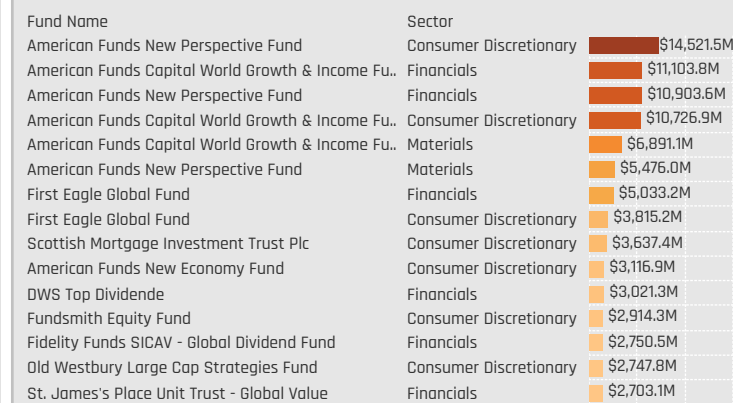 Fund Name Sector
American Funds New Perspective Fund Consumer Discretionary $14,521.5M
American Funds Capital World Growth & Income Fu.. Financials $11,103.8M
American Funds New Perspective Fund Financials $10,903.6M
American Funds Capital World Growth & Income Fu.. Consumer Discretionary $10,726.9M
American Funds Capital World Growth & Income Fu.. Materials $6,891.1M
American Funds New Perspective Fund Materials $5,476.0M
First Eagle Global Fund Financials $5,033.2M
First Eagle Global Fund Consumer Discretionary $3,815.2M
Scottish Mortgage Investment Trust Plc Consumer Discretionary $3,637.4M
American Funds New Economy Fund Consumer Discretionary $3,116.9M
DWS Top Dividende Financials $3,021.3M
Fundsmith Equity Fund Consumer Discretionary $2,914.3M
Fidelity Funds SICAV - Global Dividend Fund Financials $2,750.5M
Old Westbury Large Cap Strategies Fund Consumer Discretionary $2,747.8M
St. James's Place Unit Trust - Global Value Financials $2,703.1M